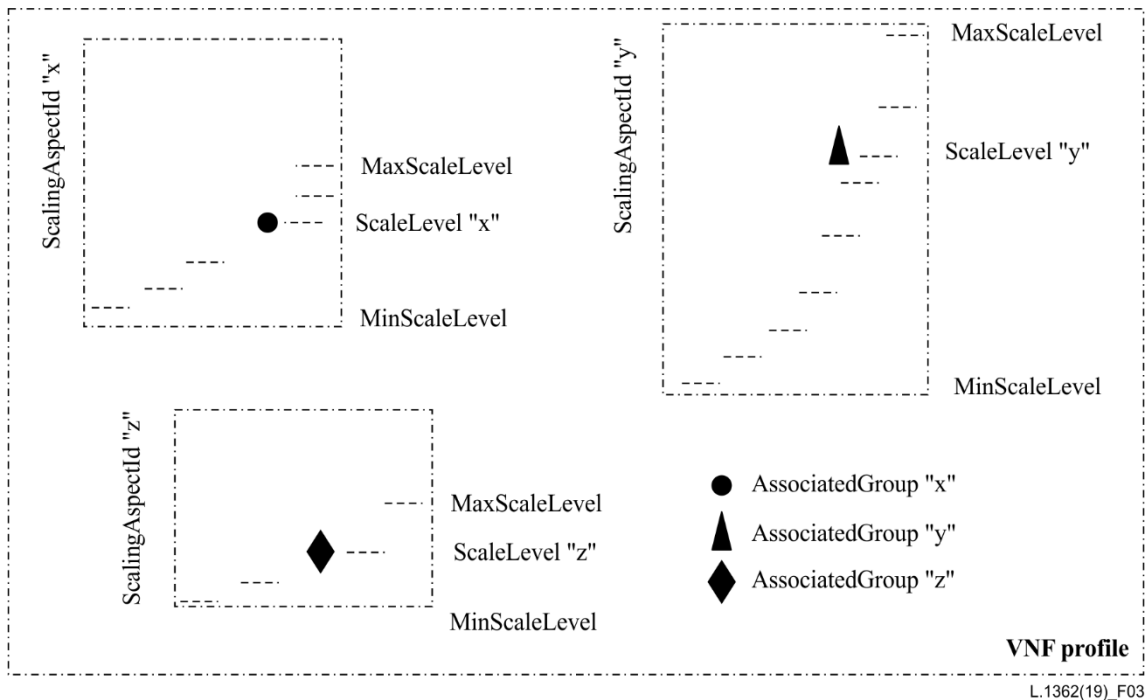 ScalingAspectId "x"
MaxScaleLevel
ScaleLevel "x"
MinScaleLevel
ScalingAspectId "y"
MaxScaleLevel
ScaleLevel "y"
MinScaleLevel
ScalingAspectId "z"
MaxScaleLevel
ScaleLevel "z"
MinScaleLevel
AssociatedGroup "x"
AssociatedGroup "y"
AssociatedGroup "z"
VNF profile
L.1362(19)_F03